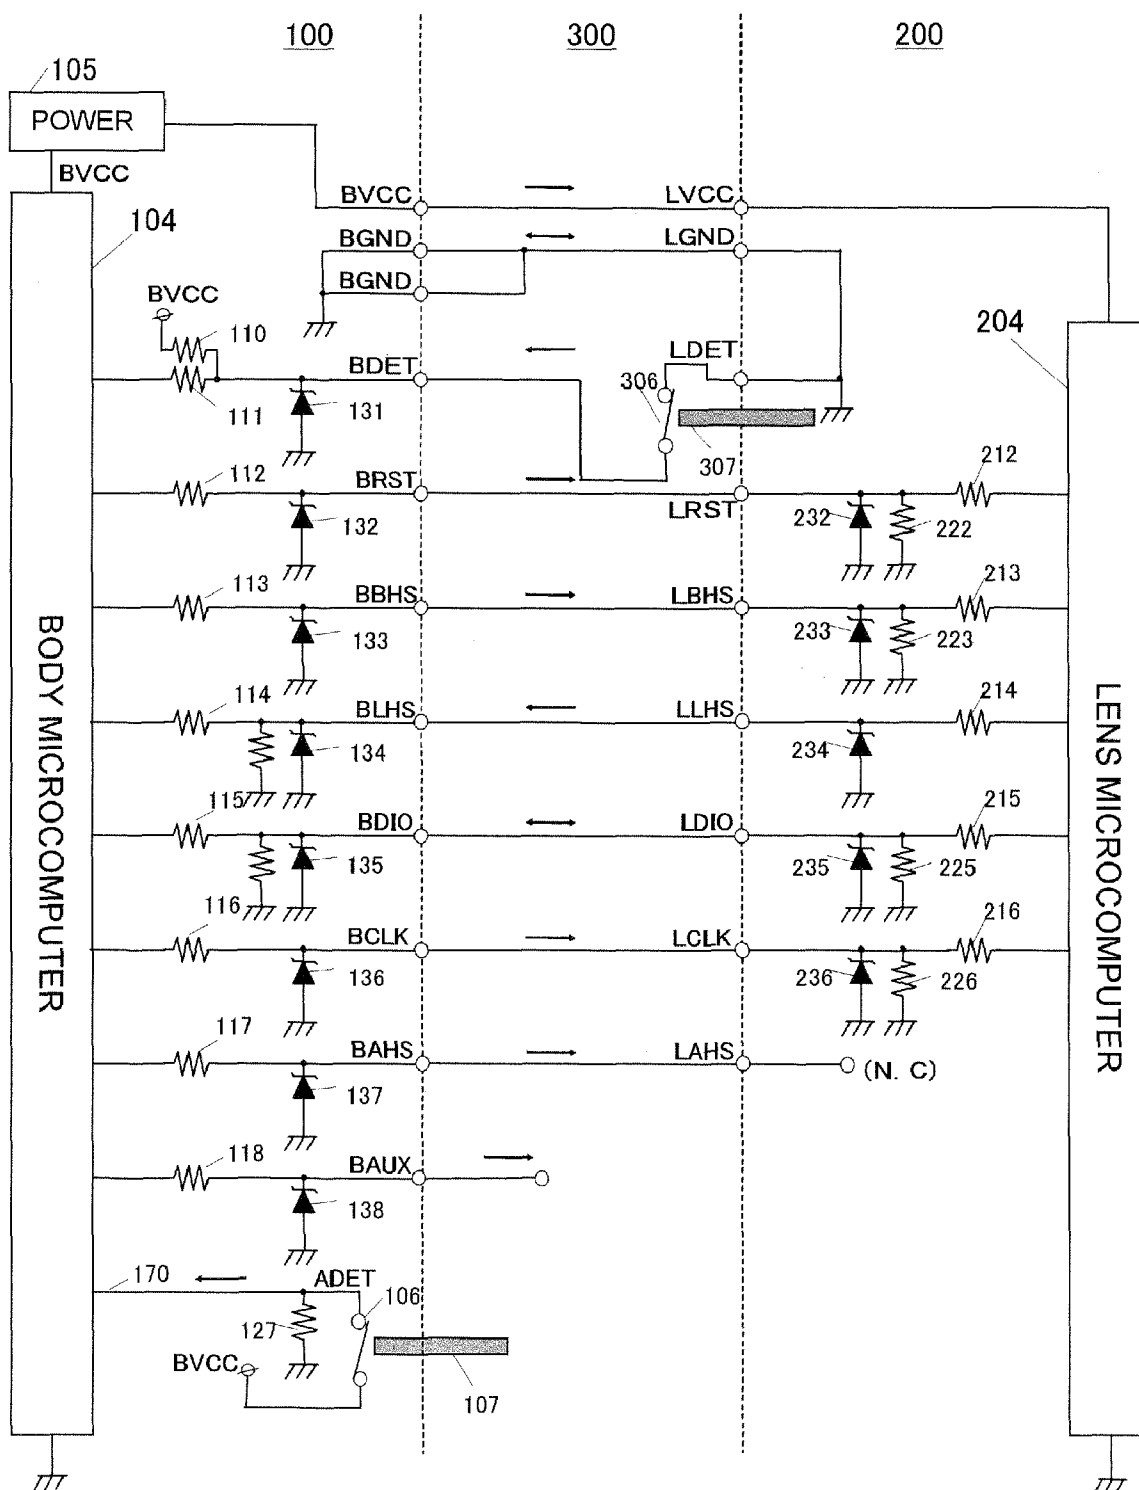 100 300 200
105
POWER
BVCC
BVCC LVCC
104
BGND LGND
BGND
BVCC
110
204
LDET
BDET
306
111
131
307
112
BRST
212
LRST
132
232
222
113
BBHS LBHS
213
133
233
223
BODY MICROCOMPUTER
LENS MICROCOMPUTER
114
BLHS LLHS
214
134
234
115
BDIO LDIO
215
135
235
225
116
BCLK LCLK
216
136
236
226
117
BAHS LAHS
(N. C)
137
118
BAUX
138
170
ADET
106
127
BVCC
107